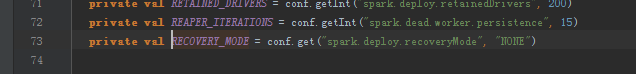 71 private val RETAINED_DRIVERS = conf.getInt("spark.deploy.retainedDrivers", 200)
72 private val REAPER_ITERATIONS = conf.getInt("spark.dead.worker.persistence", 15)
73 private val RECOVERY_MODE = conf.get("spark.deploy.recoveryMode", "NONE")
74